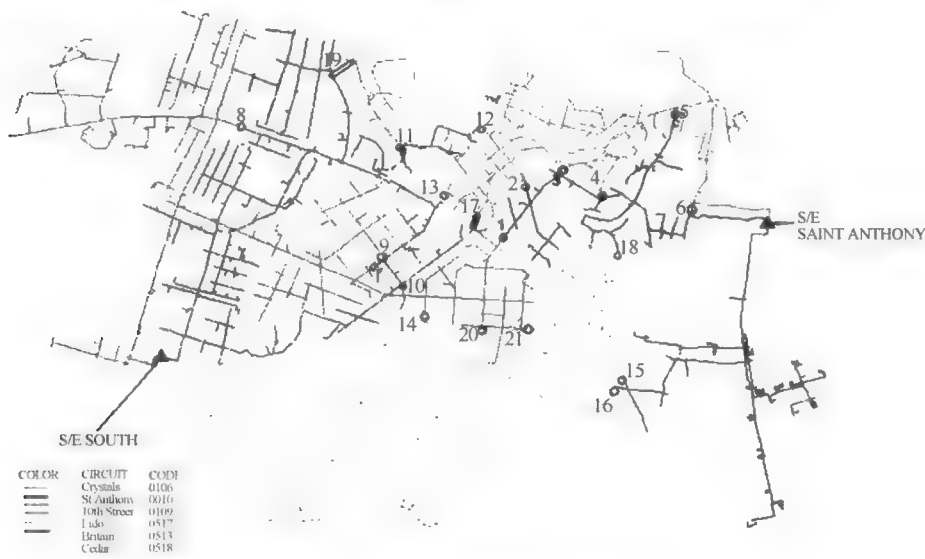 19
8
12
5
11
3
4
13
2
17
6
S/E
SAINT ANTHONY
1
9
18
7
10
14
20
21
15
16
S/E SOUTH
COLOR CIRCUIT CODE
Crystals 0106
St Anthony 0010
10th Street 0109
Lido 0517
Britain 0513
Cedar 0518